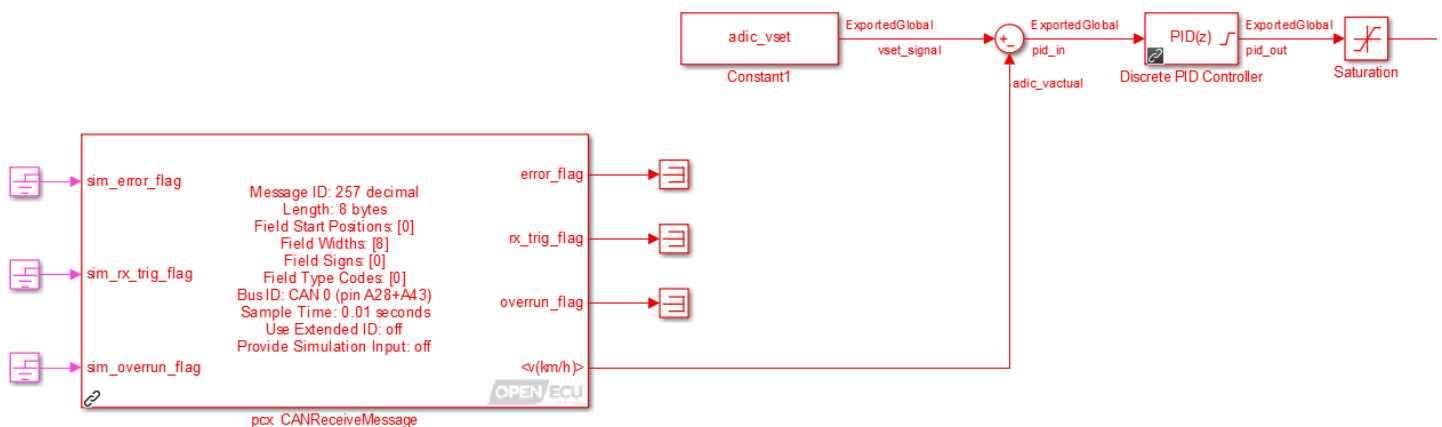 adic_vset
Constant1
ExportedGlobal
vset_signal
+
−
ExportedGlobal
pid_in
adic_vactual
PID(z)
Discrete PID Controller
ExportedGlobal
pid_out
Saturation
sim_error_flag
sim_rx_trig_flag
sim_overrun_flag
Message ID: 257 decimal
Length: 8 bytes
Field Start Positions: [0]
Field Widths: [8]
Field Signs: [0]
Field Type Codes: [0]
Bus ID: CAN 0 (pin A28+A43)
Sample Time: 0.01 seconds
Use Extended ID: off
Provide Simulation Input: off
error_flag
rx_trig_flag
overrun_flag
<v(km/h)>
OPENECU
pcx_CANReceiveMessage